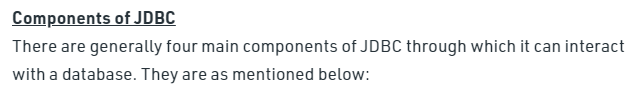 Components of JDBC
There are generally four main components of JDBC through which it can interact
with a database. They are as mentioned below: